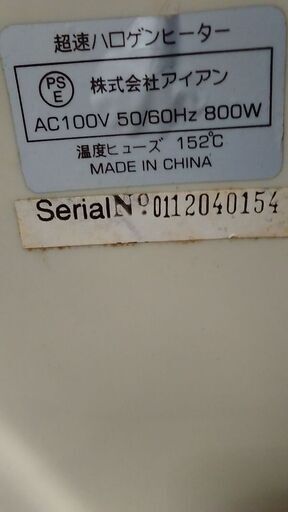 超速ハロゲンヒーター
PS
E
株式会社アイアン
AC100V 50/60Hz 800W
温度ヒューズ 152℃
MADE IN CHINA
Serial No 0112040154